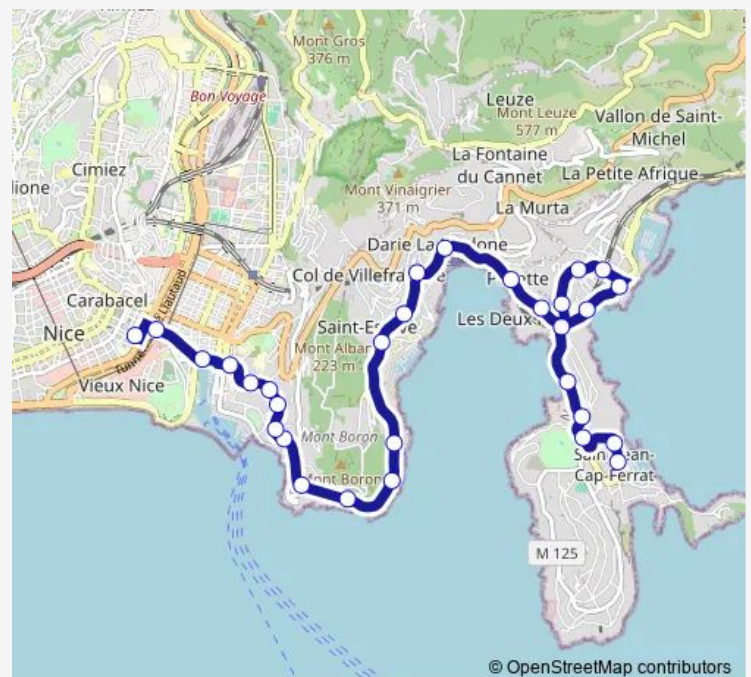 Mont Gros
376 m
Bon Voyage
Leuze
Mont Leuze
577 m
Vallon de Saint-
Michel
Cimiez
La Fontaine
du Cannet
La Petite Afrique
Mont Vinaigrier
371 m
La Murta
Col de Villefra
Carabacel
Nice
Les Deux
Mont Alban
223 m
Vieux Nice
Mont Boron
Mont Boron
Cap-Ferrat
M 125
© OpenStreetMap contributors